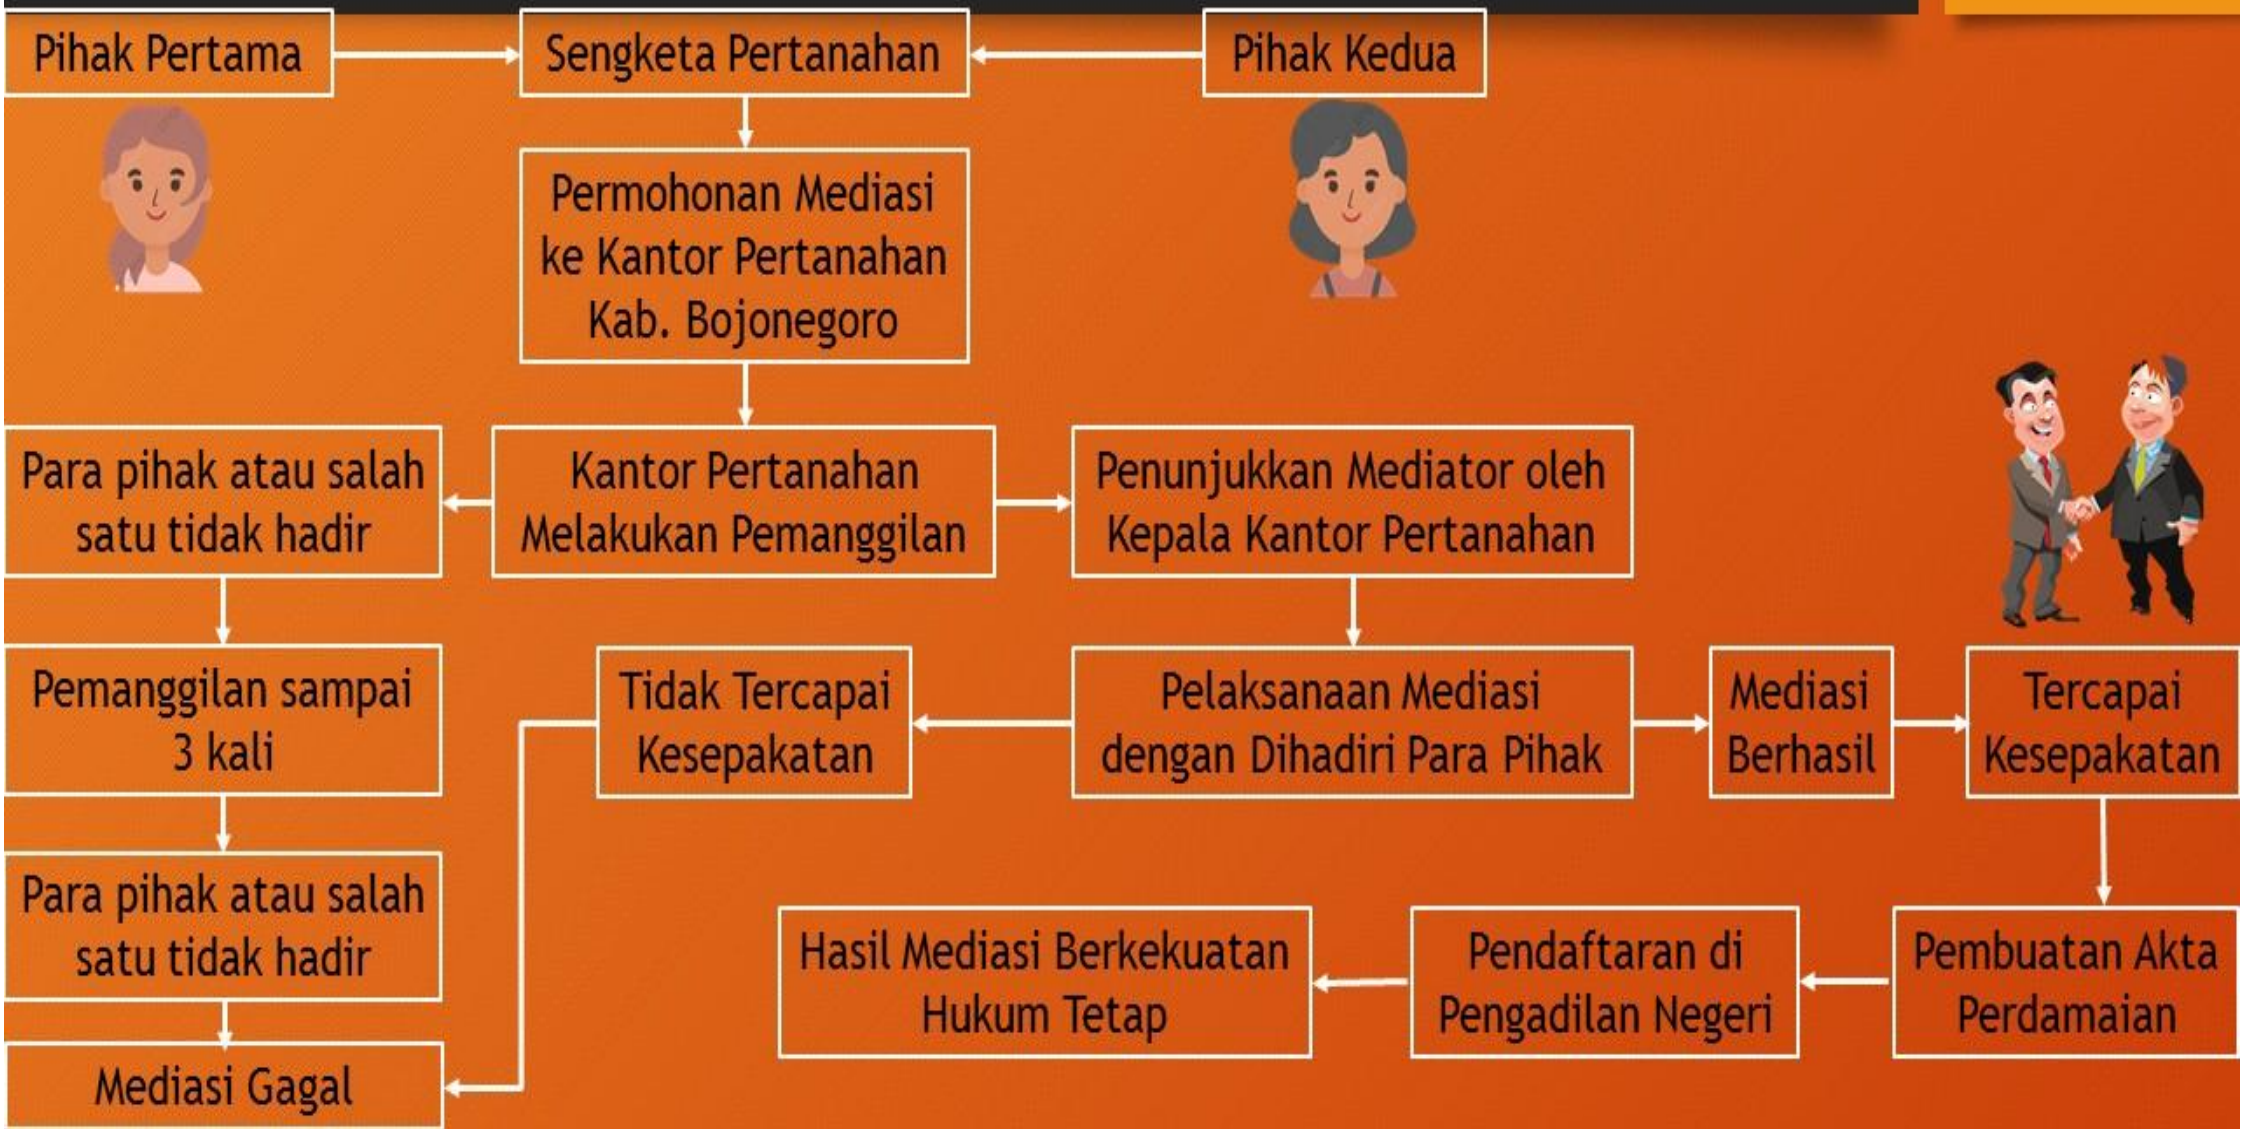 Pihak Pertama
Sengketa Pertanahan
Pihak Kedua
Permohonan Mediasi
ke Kantor Pertanahan
Kab. Bojonegoro
Para pihak atau salah
satu tidak hadir
Kantor Pertanahan
Melakukan Pemanggilan
Penunjukkan Mediator oleh
Kepala Kantor Pertanahan
Pemanggilan sampai
3 kali
Tidak Tercapai
Kesepakatan
Pelaksanaan Mediasi
dengan Dihadiri Para Pihak
Mediasi
Berhasil
Tercapai
Kesepakatan
Para pihak atau salah
satu tidak hadir
Hasil Mediasi Berkekuatan
Hukum Tetap
Pendaftaran di
Pengadilan Negeri
Pembuatan Akta
Perdamaian
Mediasi Gagal